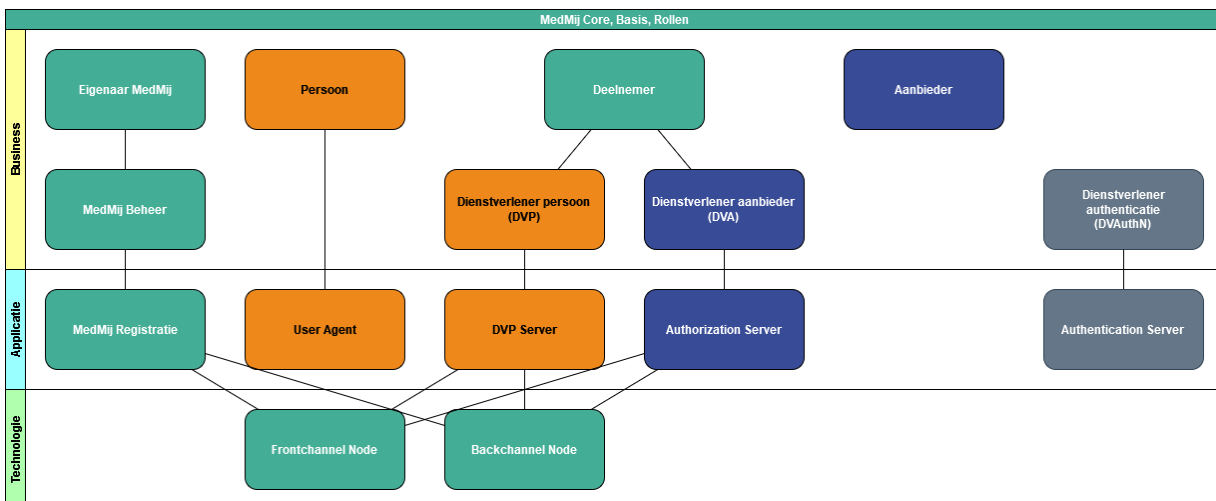 MedMij Core, Basis, Rollen
Business
Eigenaar MedMij
Persoon
Deelnemer
Aanbieder
MedMij Beheer
Dienstverlener persoon
(DVP)
Dienstverlener aanbieder
(DVA)
Dienstverlener
authenticatie
(DVAuthN)
Applicatie
MedMij Registratie
User Agent
DVP Server
Authorization Server
Authentication Server
Technologie
Frontchannel Node
Backchannel Node